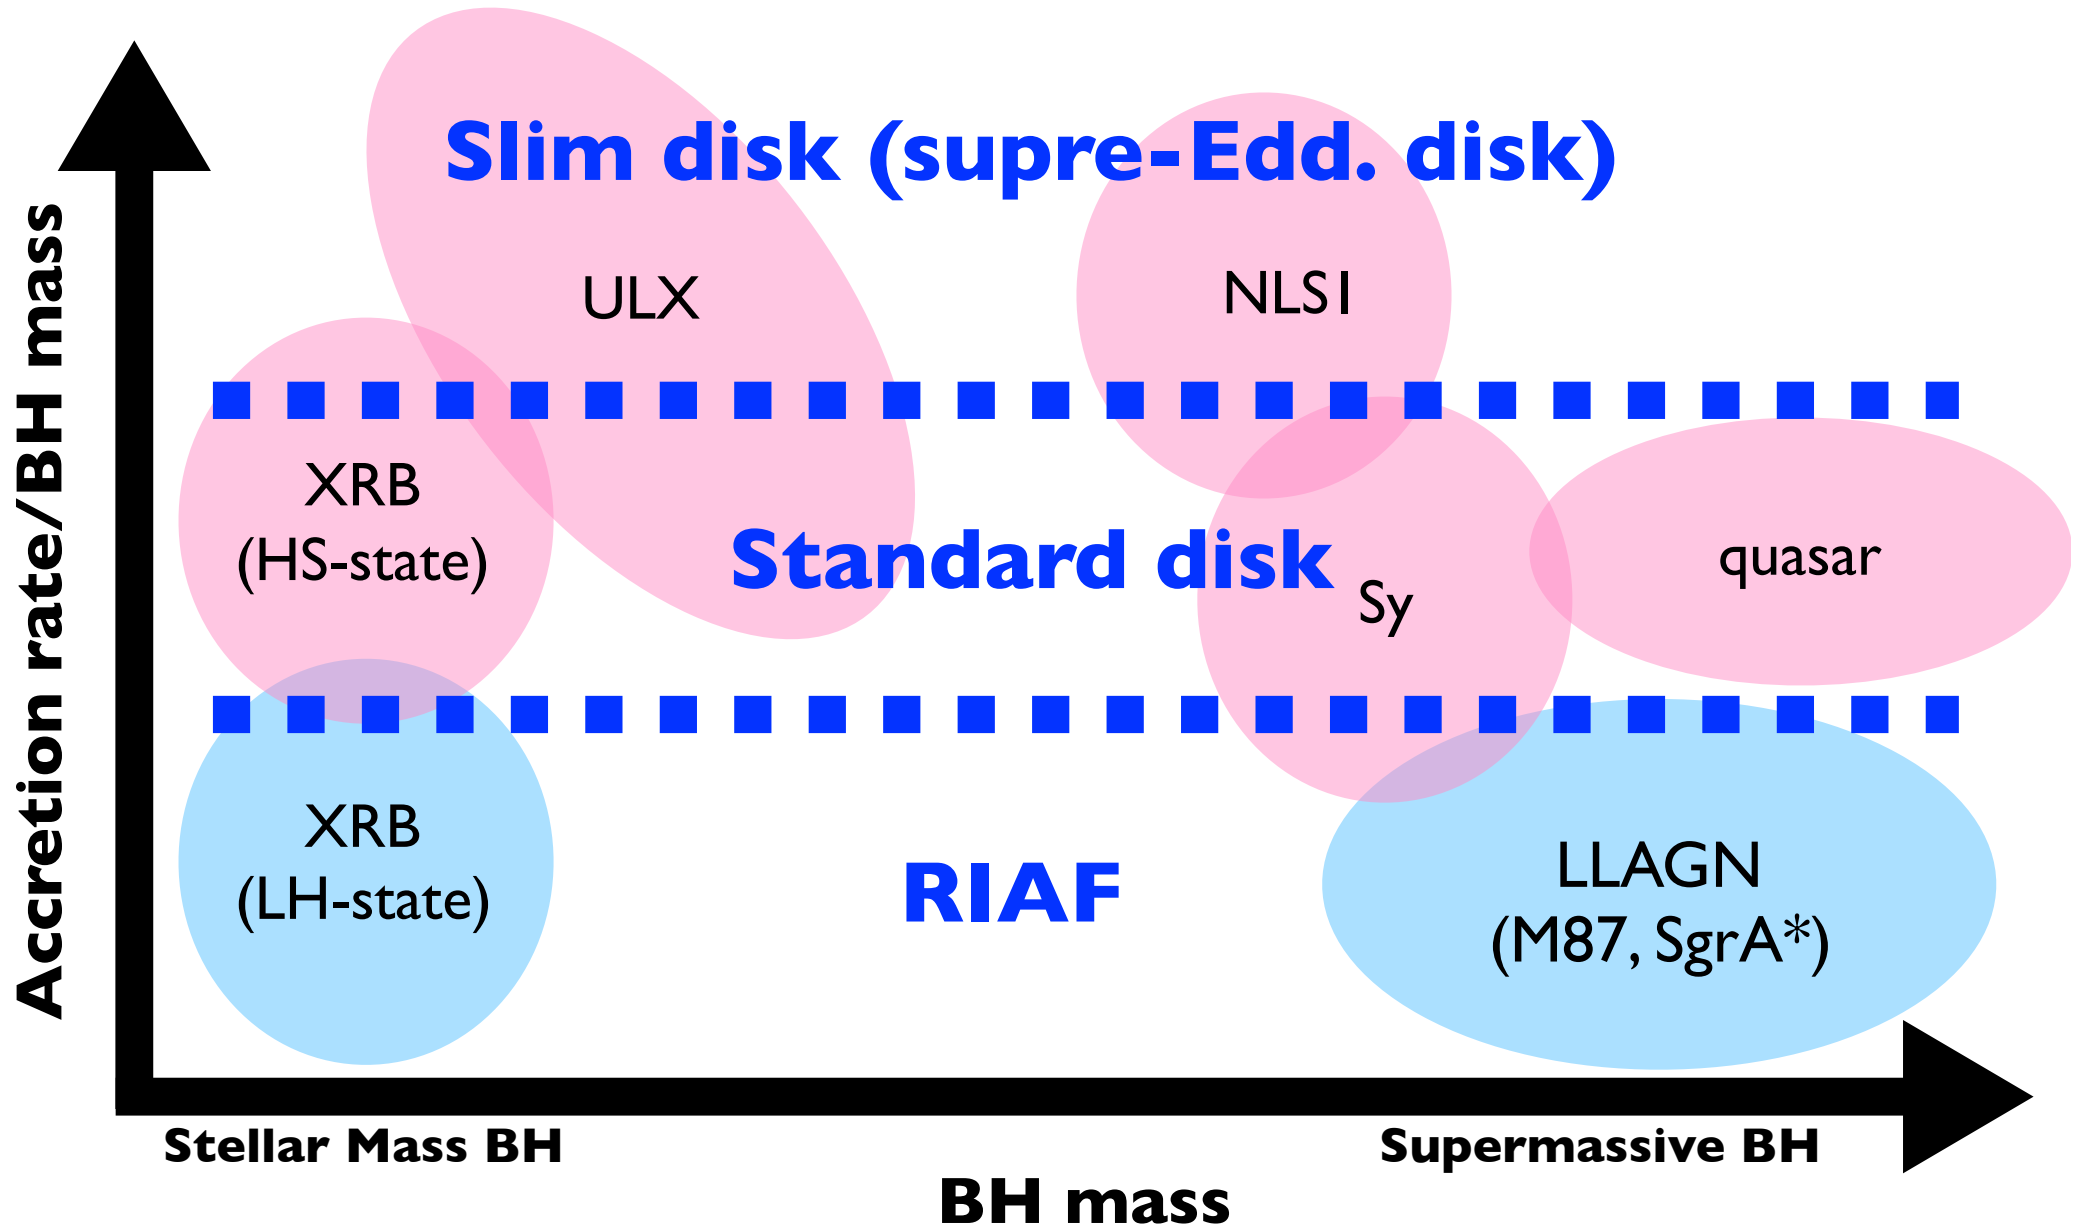 Accretion rate/BH mass
Slim disk (supre-Edd. disk)
ULX
NLS1
XRB
(HS-state)
Standard disk
Sy
quasar
XRB
(LH-state)
RIAF
LLAGN
(M87, SgrA*)
Stellar Mass BH
Supermassive BH
BH mass